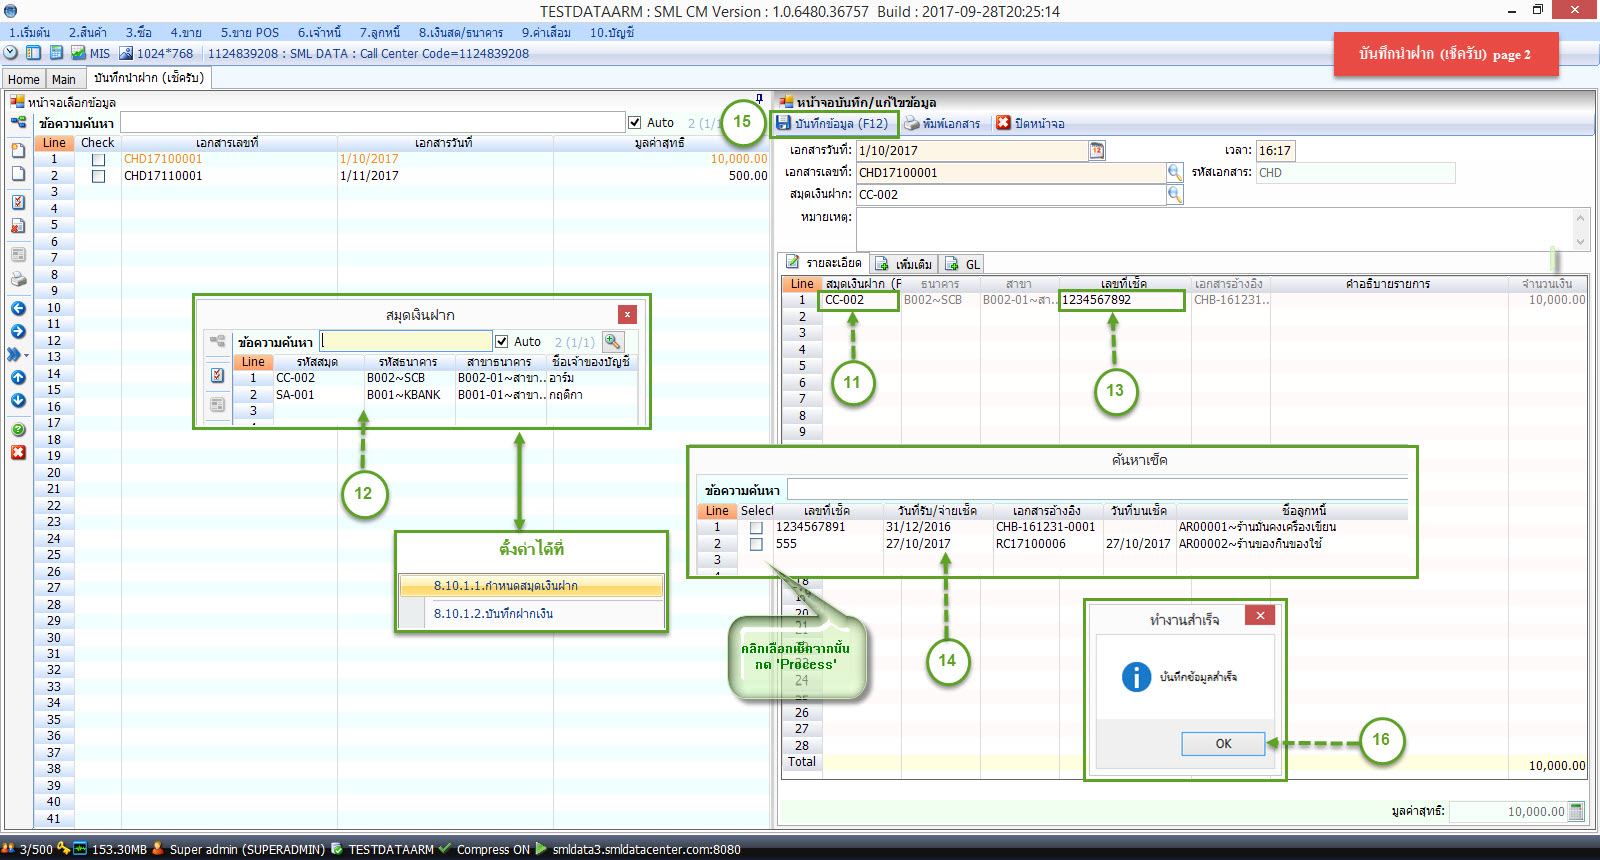 TESTDATAARM : SML CM Version : 1.0.6480.36757 Build : 2017-09-28T20:25:14
1.เริ่มต้น 2.สินค้า 3.ซื้อ 4.ขาย 5.ขาย POS 6.เจ้าหนี้ 7.ลูกหนี้ 8.เงินสด/ธนาคาร 9.ค่าเสื่อม 10.บัญชี
MIS 1024*768 1124839208 : SML DATA : Call Center Code=1124839208
บันทึกนำฝาก (เช็ครับ) page 2
Home Main บันทึกนำฝาก (เช็ครับ)
หน้าจอเลือกข้อมูล
ข้อความค้นหา Auto 2 (1/1)
Line Check เอกสารเลขที่ เอกสารวันที่ มูลค่าสุทธิ
1 CHD17100001 1/10/2017 10,000.00
2 CHD17110001 1/11/2017 500.00
3
4
5
6
7
8
9
10
11
12
13
14
15
16
17
18
19
20
21
22
23
24
25
26
27
28
29
30
31
32
33
34
35
36
37
38
39
40
41
สมุดเงินฝาก
x
ข้อความค้นหา Auto 2 (1/1)
Line รหัสสมุด รหัสธนาคาร สาขาธนาคาร ชื่อเจ้าของบัญชี
1 CC-002 B002~SCB B002-01~สาขา.. อาร์ม
2 SA-001 B001~KBANK B001-01~สาขา.. กฤติกา
3
12
ตั้งค่าได้ที่
8.10.1.1.กำหนดสมุดเงินฝาก
8.10.1.2.บันทึกฝากเงิน
15
หน้าจอบันทึก/แก้ไขข้อมูล
บันทึกข้อมูล (F12) พิมพ์เอกสาร ปิดหน้าจอ
เอกสารวันที่: 1/10/2017 12 เวลา: 16:17
เอกสารเลขที่: CHD17100001 รหัสเอกสาร: CHD
สมุดเงินฝาก: CC-002
หมายเหตุ:
รายละเอียด เพิ่มเติม GL
Line สมุดเงินฝาก (F ธนาคาร สาขา เลขที่เช็ค เอกสารอ้างอิง คำอธิบายรายการ จำนวนเงิน
1 CC-002 B002~SCB B002-01~สา.. 1234567892 CHB-161231.. 10,000.00
2
3
4
5
6
7
8
9
11
13
ค้นหาเช็ค
ข้อความค้นหา
Line Select เลขที่เช็ค วันที่รับ/จ่ายเช็ค เอกสารอ้างอิง วันที่บนเช็ค ชื่อลูกหนี้
1 1234567891 31/12/2016 CHB-161231-0001 AR00001~ร้านมั่นคงเครื่องเขียน
2 555 27/10/2017 RC17100006 27/10/2017 AR00002~ร้านของกินของใช้
3
คลิกเลือกเช็คจากนั้น
กด 'Process'
14
20
24
26
27
28
Total 10,000.00
ทำงานสำเร็จ
x
บันทึกข้อมูลสำเร็จ
OK
16
มูลค่าสุทธิ: 10,000.00
3/500 153.30MB Super admin (SUPERADMIN) TESTDATAARM Compress ON smldata3.smldatacenter.com:8080